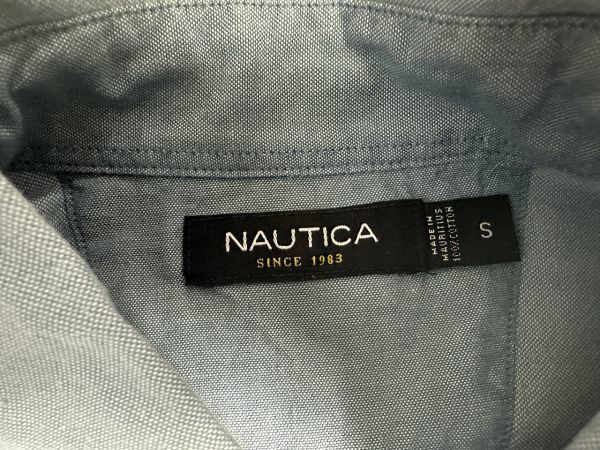 NAUTICA
SINCE 1983
MADE IN
MAURITIUS
100% COTTON
S